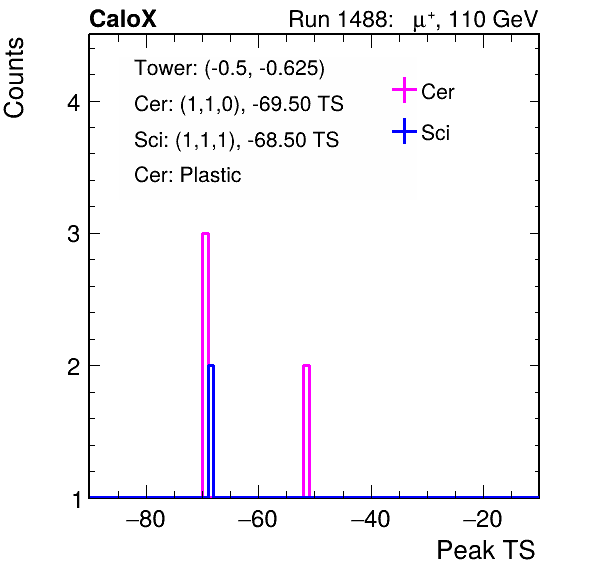 CaloX Run 1488: μ⁺, 110 GeV
Counts
Tower: (-0.5, -0.625)
Cer: (1,1,0), -69.50 TS
Sci: (1,1,1), -68.50 TS
Cer: Plastic
Cer
Sci
4
3
2
1
−80 −60 −40 −20
Peak TS